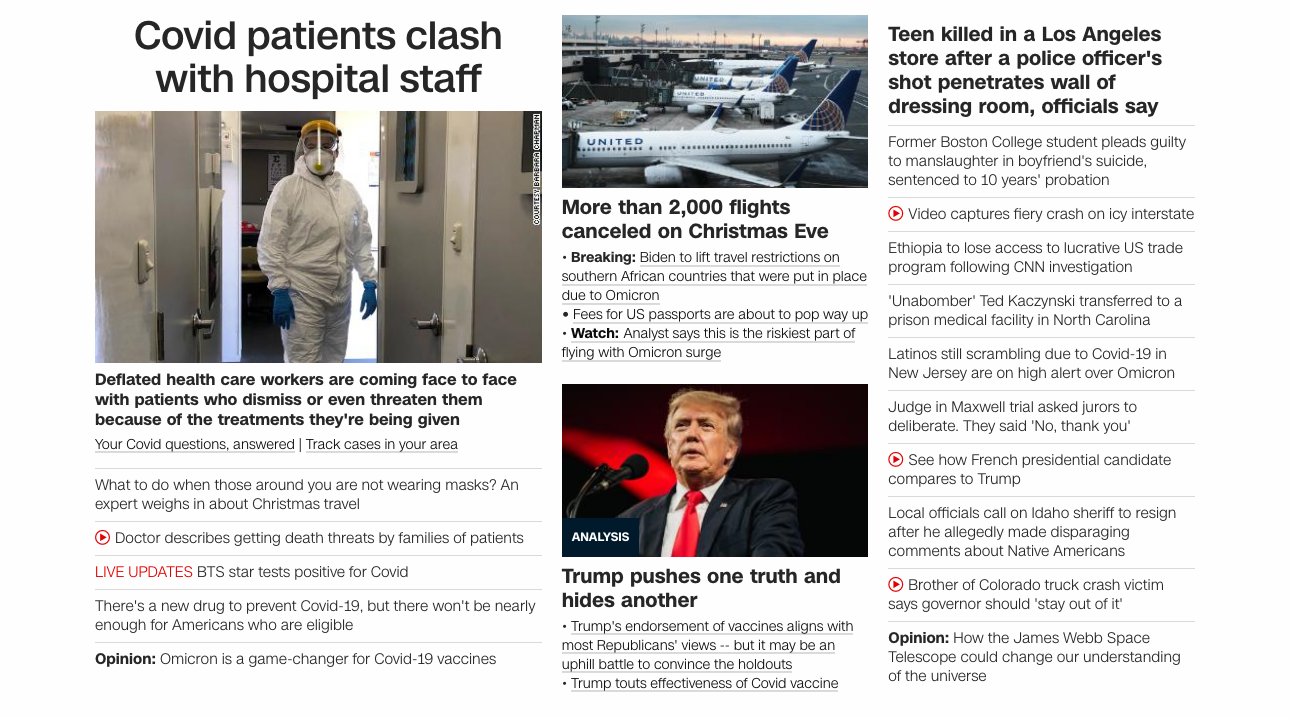 Covid patients clash
with hospital staff
COURTESY BARBARA CHAPMAN
Deflated health care workers are coming face to face
with patients who dismiss or even threaten them
because of the treatments they're being given
Your Covid questions, answered | Track cases in your area
What to do when those around you are not wearing masks? An
expert weighs in about Christmas travel
Doctor describes getting death threats by families of patients
LIVE UPDATES BTS star tests positive for Covid
There's a new drug to prevent Covid-19, but there won't be nearly
enough for Americans who are eligible
Opinion: Omicron is a game-changer for Covid-19 vaccines
UNITED
UNITED
UNITED
More than 2,000 flights
canceled on Christmas Eve
• Breaking: Biden to lift travel restrictions on
southern African countries that were put in place
due to Omicron
• Fees for US passports are about to pop way up
• Watch: Analyst says this is the riskiest part of
flying with Omicron surge
ANALYSIS
Trump pushes one truth and
hides another
• Trump's endorsement of vaccines aligns with
most Republicans' views -- but it may be an
uphill battle to convince the holdouts
• Trump touts effectiveness of Covid vaccine
Teen killed in a Los Angeles
store after a police officer's
shot penetrates wall of
dressing room, officials say
Former Boston College student pleads guilty
to manslaughter in boyfriend's suicide,
sentenced to 10 years' probation
Video captures fiery crash on icy interstate
Ethiopia to lose access to lucrative US trade
program following CNN investigation
'Unabomber' Ted Kaczynski transferred to a
prison medical facility in North Carolina
Latinos still scrambling due to Covid-19 in
New Jersey are on high alert over Omicron
Judge in Maxwell trial asked jurors to
deliberate. They said 'No, thank you'
See how French presidential candidate
compares to Trump
Local officials call on Idaho sheriff to resign
after he allegedly made disparaging
comments about Native Americans
Brother of Colorado truck crash victim
says governor should 'stay out of it'
Opinion: How the James Webb Space
Telescope could change our understanding
of the universe